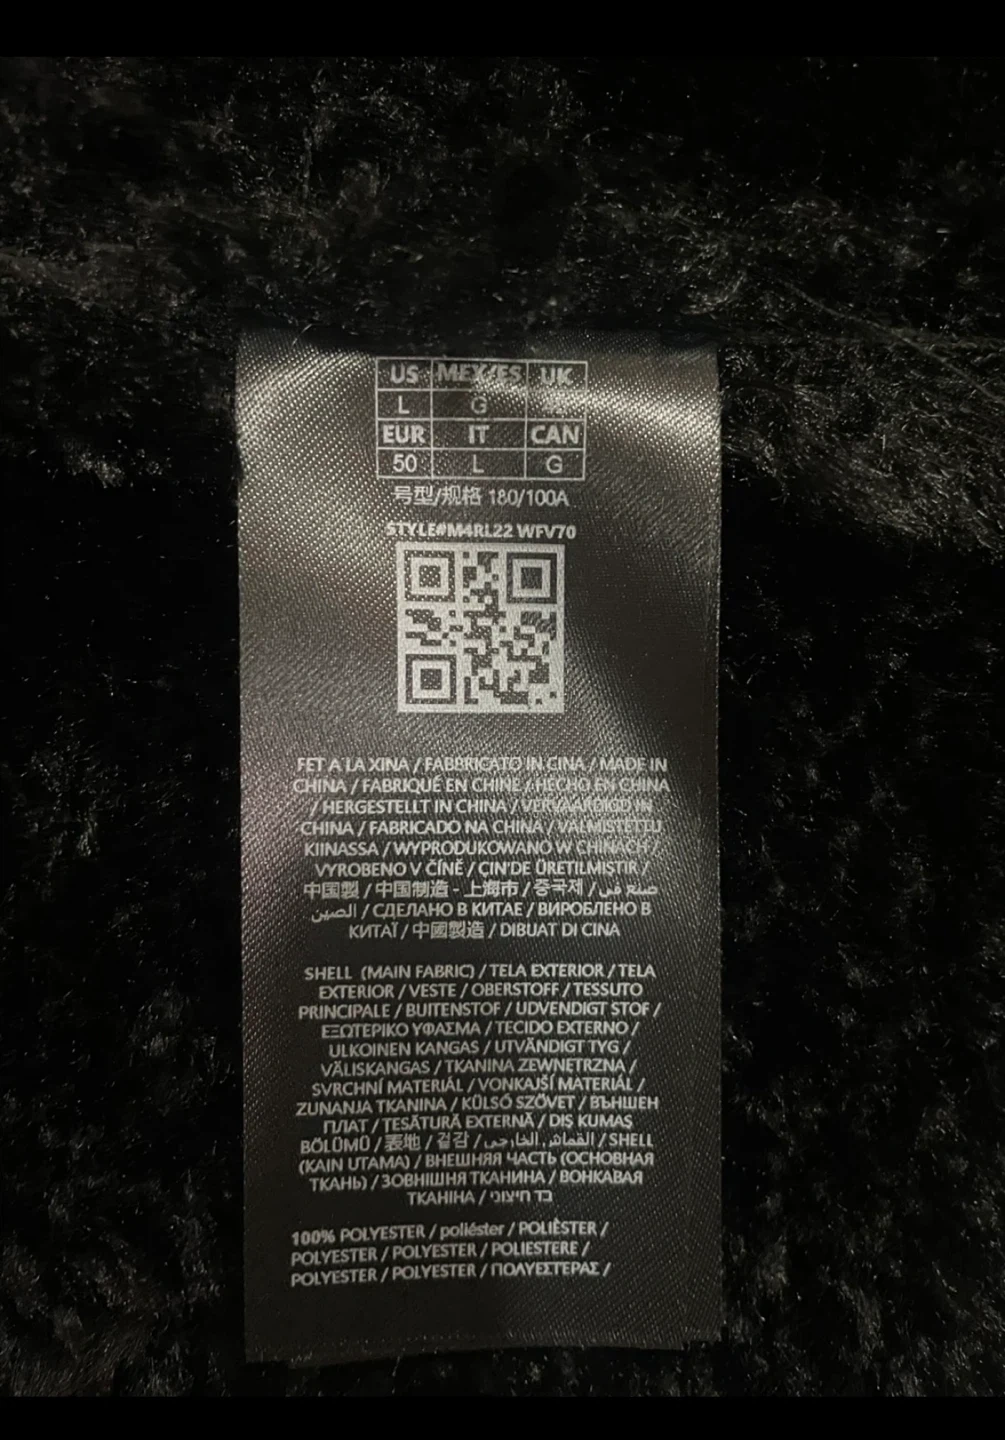 US MEX/ES UK
L G
EUR IT CAN
50 L G
号型/规格 180/100A
STYLE#M4RL22 WFV70
FET A LA XINA / FABBRICATO IN CINA / MADE IN
CHINA / FABRIQUÉ EN CHINE / HECHO EN CHINA
/ HERGESTELLT IN CHINA / VERVAARDIGD IN
CHINA / FABRICADO NA CHINA / VALMISTETTU
KIINASSA / WYPRODUKOWANO W CHINACH /
VYROBENO V ČÍNĚ / ÇIN'DE ÜRETILMIŞTIR /
中国製 / 中国制造 - 上海市 / 중국제 / صنع في
الصين / СДЕЛАНО В КИТАЕ / ВИРОБЛЕНО В
КИТАЇ / 中國製造 / DIBUAT DI CINA
SHELL (MAIN FABRIC) / TELA EXTERIOR / TELA
EXTERIOR / VESTE / OBERSTOFF / TESSUTO
PRINCIPALE / BUITENSTOF / UDVENDIGT STOF /
ΕΞΩΤΕΡΙΚΟ ΥΦΑΣΜΑ / TECIDO EXTERNO /
ULKOINEN KANGAS / UTVÄNDIGT TYG /
VÄLISKANGAS / TKANINA ZEWNĘTRZNA /
SVRCHNÍ MATERIÁL / VONKAJŠÍ MATERIÁL /
ZUNANJA TKANINA / KÜLSŐ SZÖVET / ВЪНШЕН
ПЛАТ / ȚESĂTURĂ EXTERNĂ / DIŞ KUMAŞ
BÖLÜMÜ / 表地 / 겉감 / القماش الخارجي / SHELL
(KAIN UTAMA) / ВНЕШНЯЯ ЧАСТЬ (ОСНОВНАЯ
ТКАНЬ) / ЗОВНІШНЯ ТКАНИНА / ВОНКАВАЯ
ТКАНІНА / בד חיצוני
100% POLYESTER / poliéster / POLIÈSTER /
POLYESTER / POLYESTER / POLIESTERE /
POLYESTER / POLYESTER / ΠΟΛΥΕΣΤΕΡΑΣ /